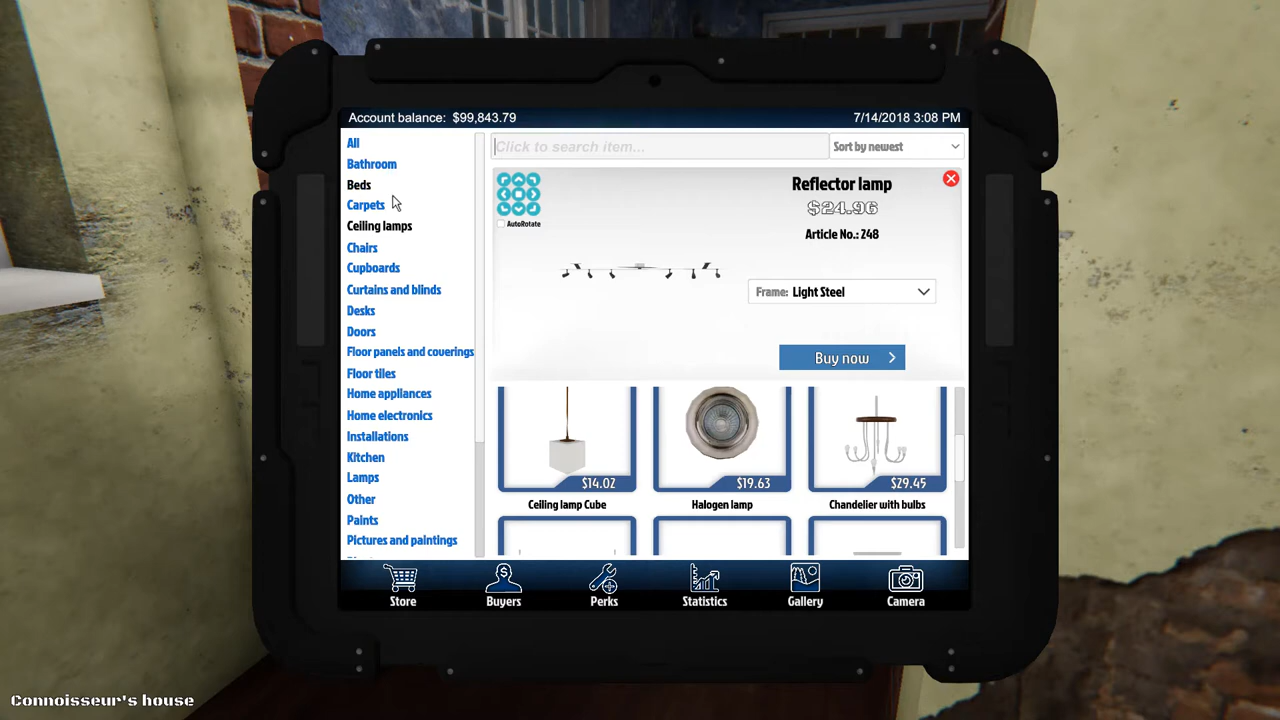 Account balance: $99,843.79
7/14/2018 3:08 PM
All
Bathroom
Beds
Carpets
Ceiling lamps
Chairs
Cupboards
Curtains and blinds
Desks
Doors
Floor panels and coverings
Floor tiles
Home appliances
Home electronics
Installations
Kitchen
Lamps
Other
Paints
Pictures and paintings
Click to search item...
Sort by newest
AutoRotate
Reflector lamp
$24.96
Article No.: 248
Frame: Light Steel
Buy now
$14.02
$19.63
$29.45
Ceiling lamp Cube
Halogen lamp
Chandelier with bulbs
Store
Buyers
Perks
Statistics
Gallery
Camera
Connoisseur's house